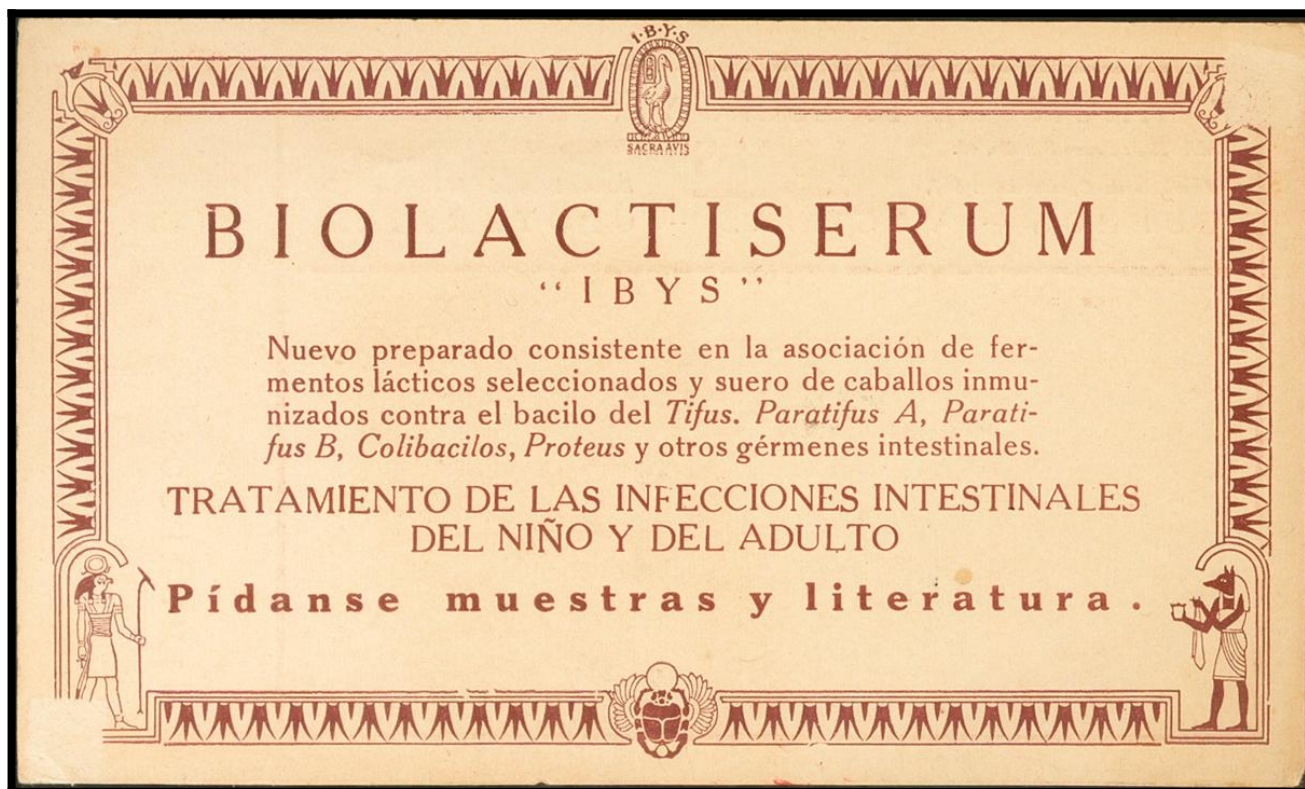 I·B·Y·S
SACRA AVIS
BIOLACTISERUM
“IBYS”
Nuevo preparado consistente en la asociación de fer-
mentos lácticos seleccionados y suero de caballos inmu-
nizados contra el bacilo del Tifus. Paratifus A, Parati-
fus B, Colibacilos, Proteus y otros gérmenes intestinales.
TRATAMIENTO DE LAS INFECCIONES INTESTINALES
DEL NIÑO Y DEL ADULTO
Pídanse muestras y literatura.